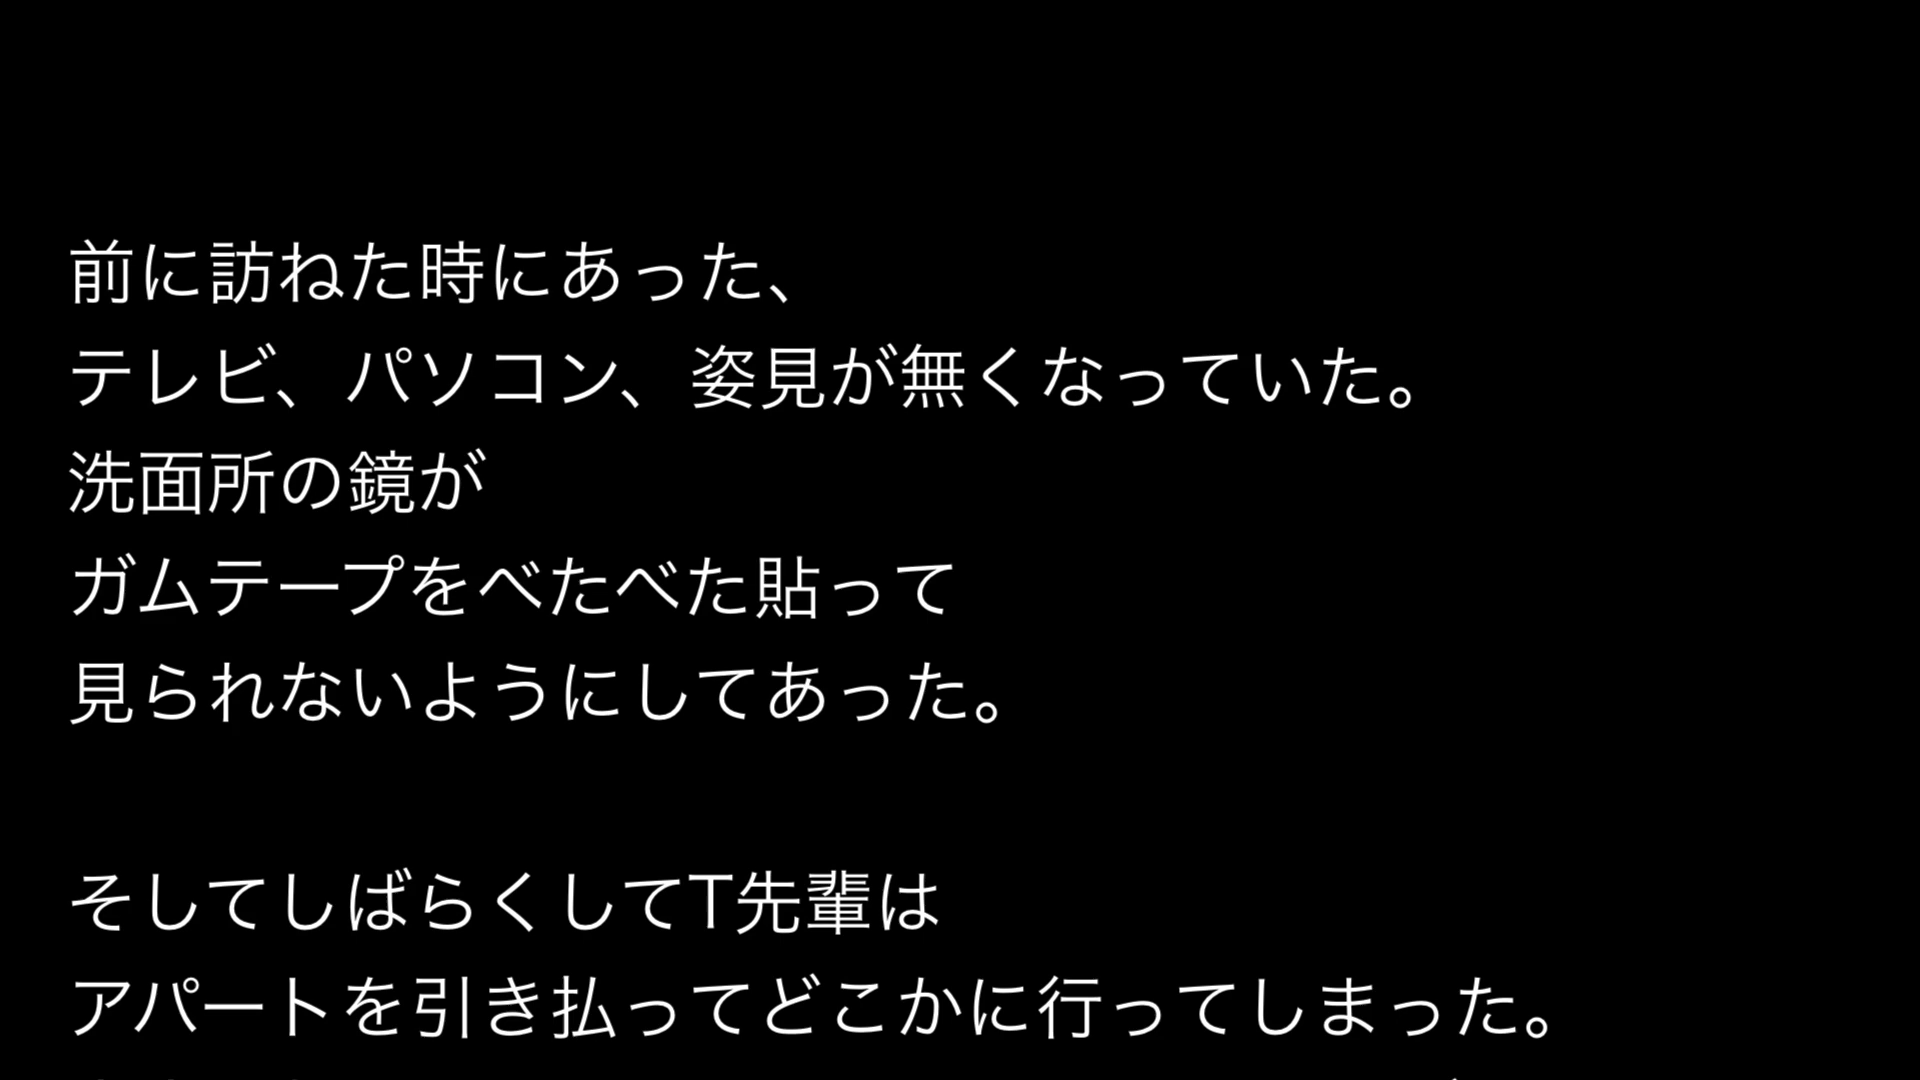 前に訪ねた時にあった、
テレビ、パソコン、姿見が無くなっていた。
洗面所の鏡が
ガムテープをべたべた貼って
見られないようにしてあった。
そしてしばらくしてT先輩は
アパートを引き払ってどこかに行ってしまった。